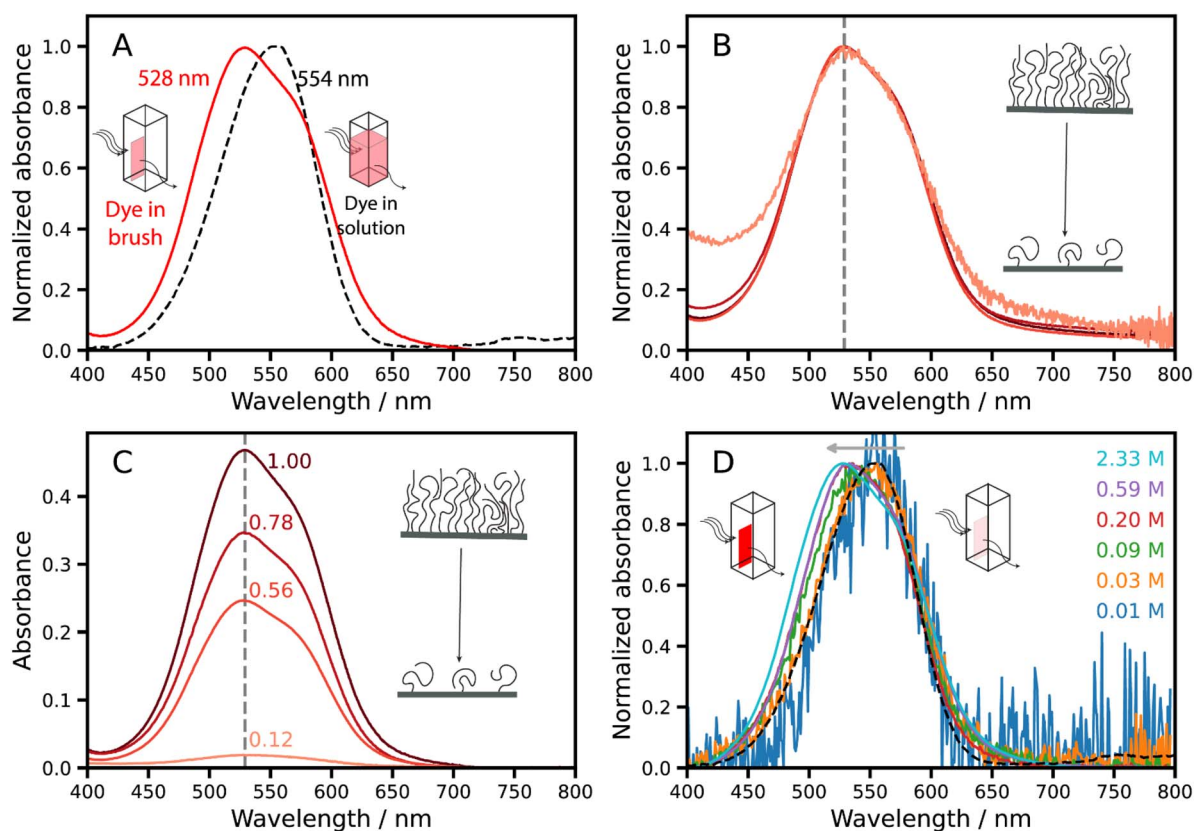 A
528 nm
554 nm
Dye in
brush
Dye in
solution
Normalized absorbance
1.0
0.8
0.6
0.4
0.2
0.0
400 450 500 550 600 650 700 750 800
Wavelength / nm
B
Normalized absorbance
1.0
0.8
0.6
0.4
0.2
0.0
400 450 500 550 600 650 700 750 800
Wavelength / nm
C
1.00
0.78
0.56
0.12
Absorbance
0.4
0.3
0.2
0.1
0.0
400 450 500 550 600 650 700 750 800
Wavelength / nm
D
2.33 M
0.59 M
0.20 M
0.09 M
0.03 M
0.01 M
Normalized absorbance
1.0
0.8
0.6
0.4
0.2
0.0
400 450 500 550 600 650 700 750 800
Wavelength / nm